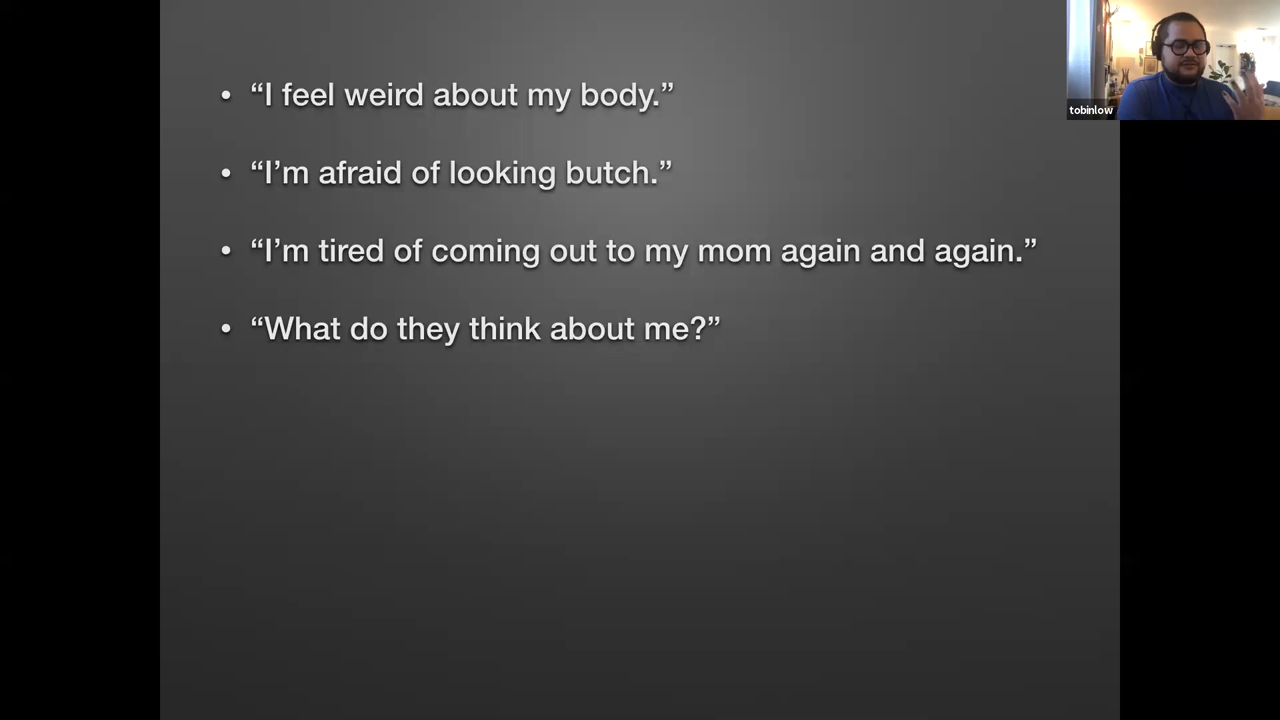 • “I feel weird about my body.”
• “I’m afraid of looking butch.”
• “I’m tired of coming out to my mom again and again.”
• “What do they think about me?”
tobinlow